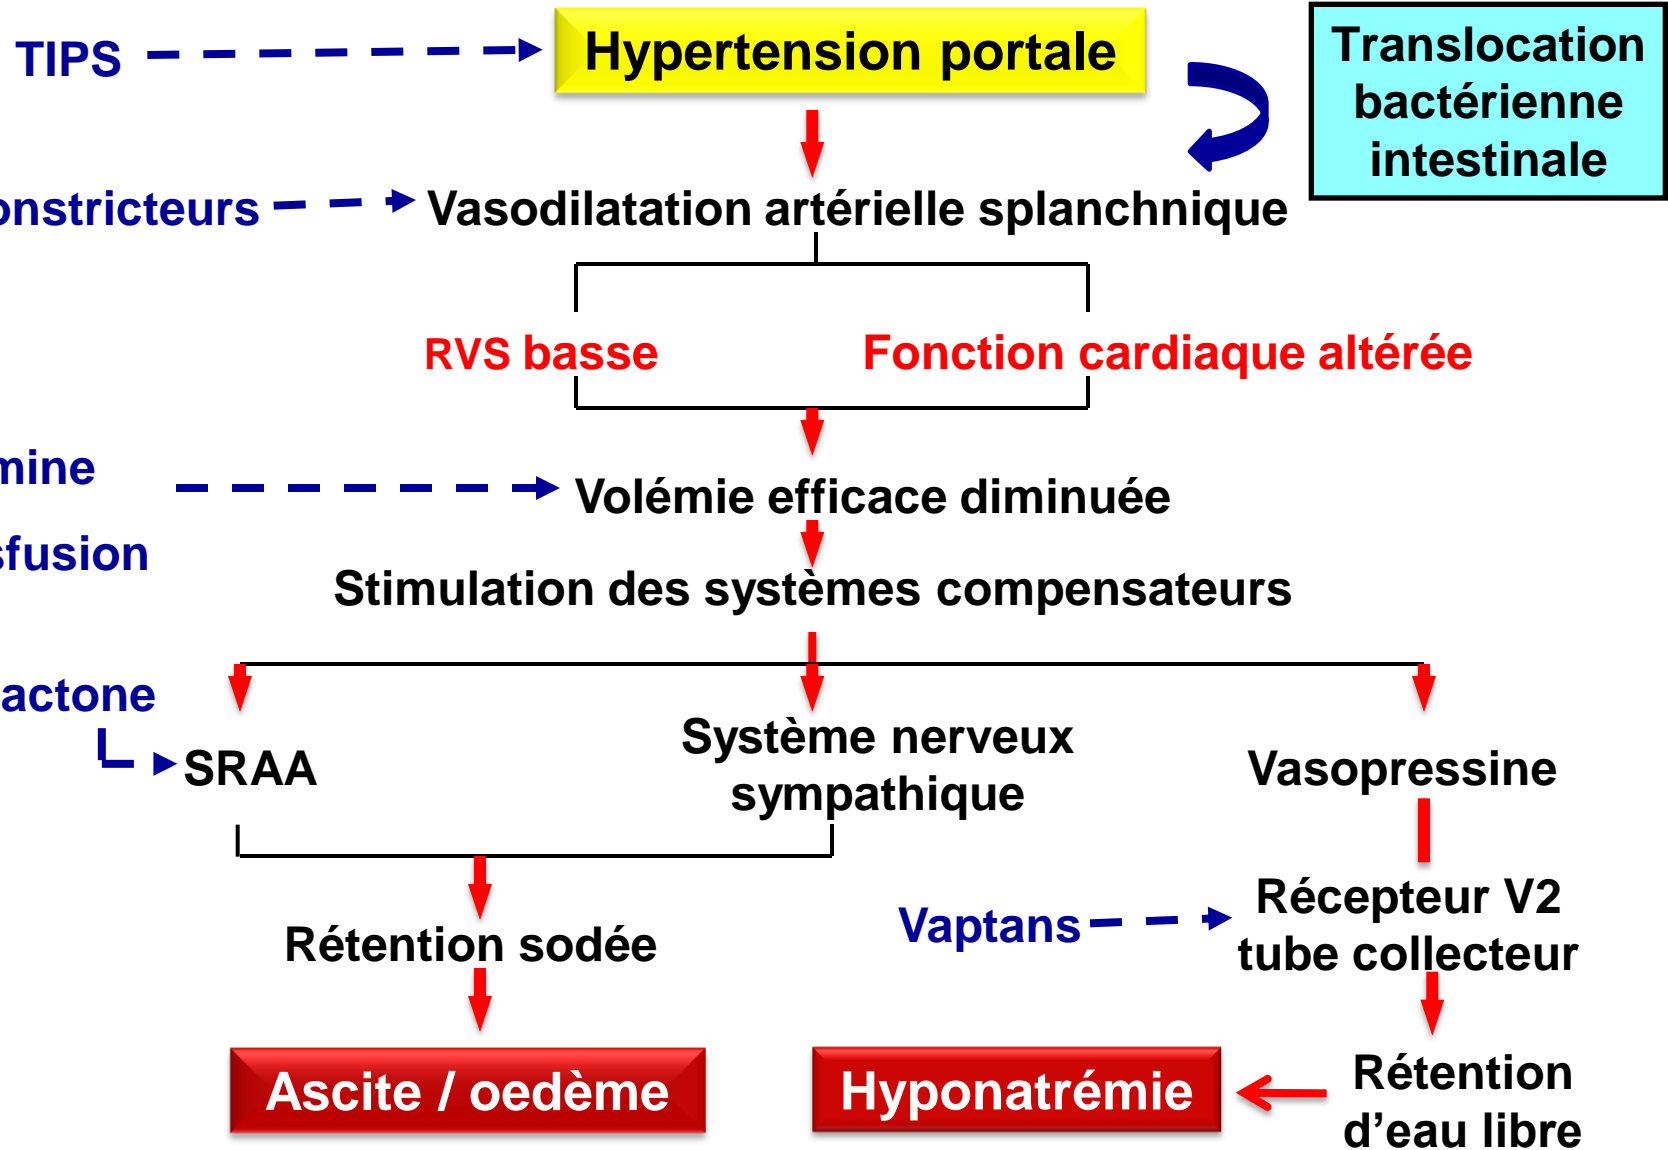 TIPS
Hypertension portale
Translocation
bactérienne
intestinale
onstricteurs
Vasodilatation artérielle splanchnique
RVS basse
Fonction cardiaque altérée
mine
sfusion
Volémie efficace diminuée
Stimulation des systèmes compensateurs
actone
SRAA
Système nerveux
sympathique
Vasopressine
Vaptans
Récepteur V2
tube collecteur
Rétention sodée
Ascite / oedème
Hyponatrémie
Rétention
d’eau libre